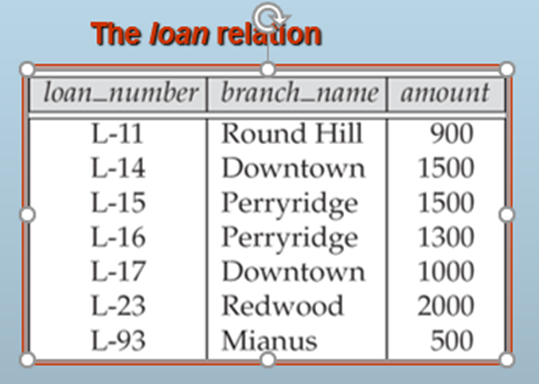 The loan relation
loan_number branch_name amount
L-11 Round Hill 900
L-14 Downtown 1500
L-15 Perryridge 1500
L-16 Perryridge 1300
L-17 Downtown 1000
L-23 Redwood 2000
L-93 Mianus 500